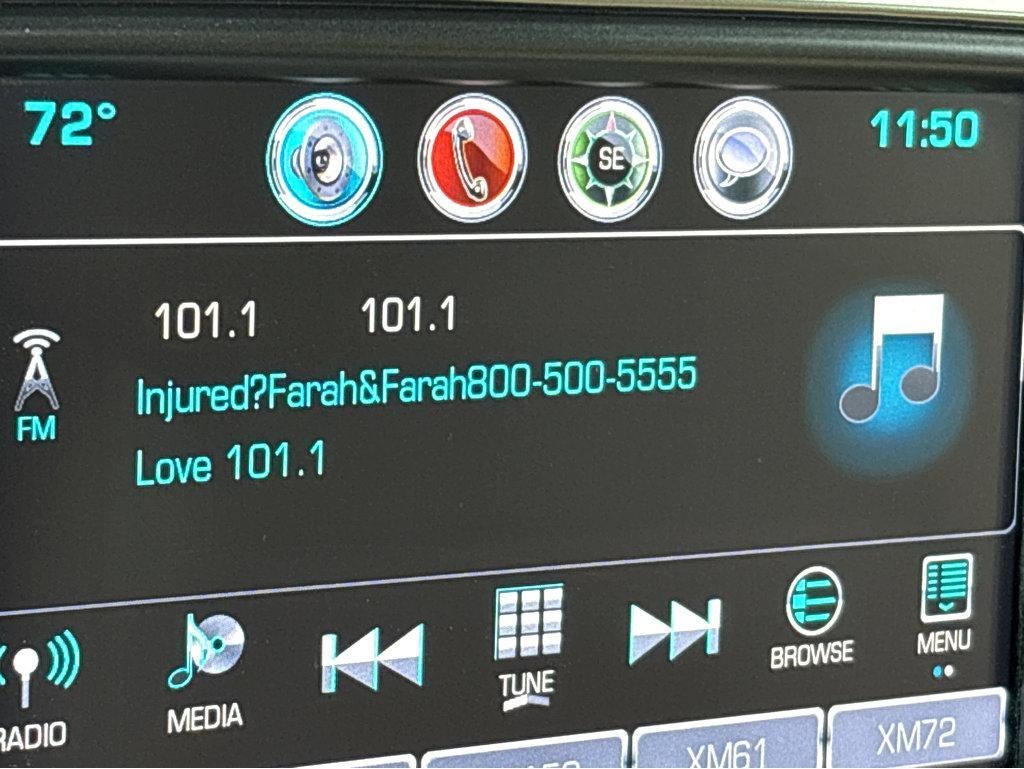 72°
SE
11:50
101.1 101.1
Injured?Farah&Farah800-500-5555
Love 101.1
FM
RADIO
MEDIA
TUNE
BROWSE
MENU
XM61
XM72